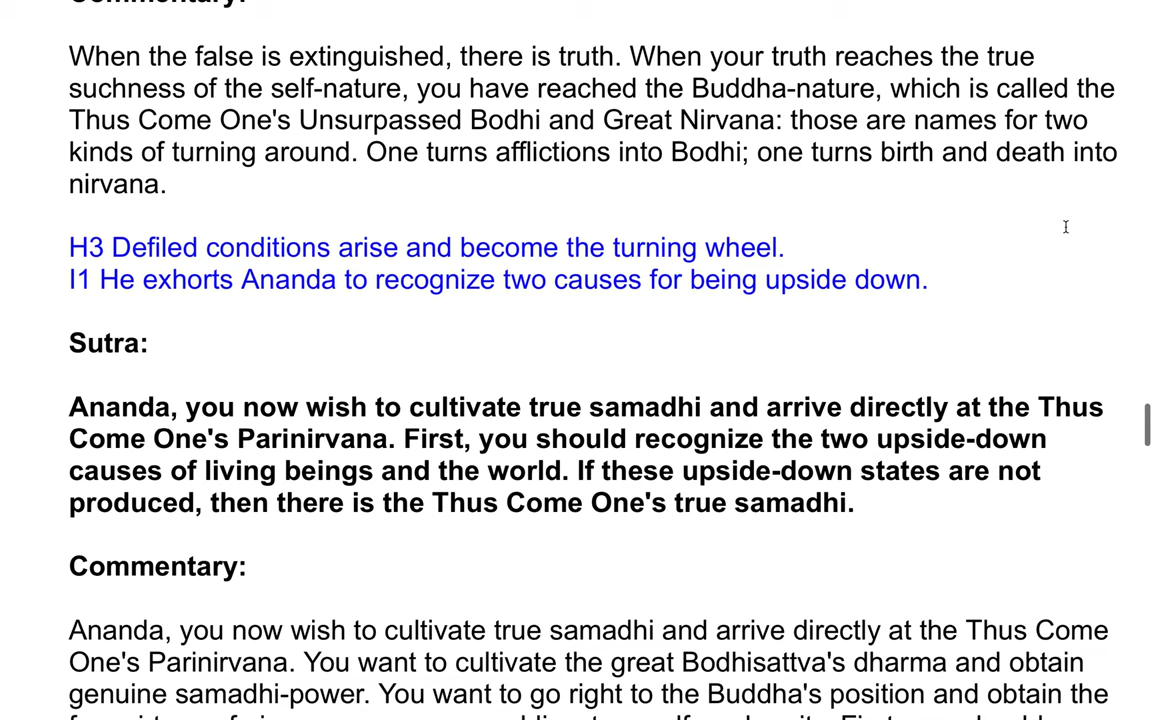 Commentary:
When the false is extinguished, there is truth. When your truth reaches the true
suchness of the self-nature, you have reached the Buddha-nature, which is called the
Thus Come One's Unsurpassed Bodhi and Great Nirvana: those are names for two
kinds of turning around. One turns afflictions into Bodhi; one turns birth and death into
nirvana.
H3 Defiled conditions arise and become the turning wheel.
I1 He exhorts Ananda to recognize two causes for being upside down.
Sutra:
Ananda, you now wish to cultivate true samadhi and arrive directly at the Thus
Come One's Parinirvana. First, you should recognize the two upside-down
causes of living beings and the world. If these upside-down states are not
produced, then there is the Thus Come One's true samadhi.
Commentary:
Ananda, you now wish to cultivate true samadhi and arrive directly at the Thus Come
One's Parinirvana. You want to cultivate the great Bodhisattva's dharma and obtain
genuine samadhi-power. You want to go right to the Buddha's position and obtain the